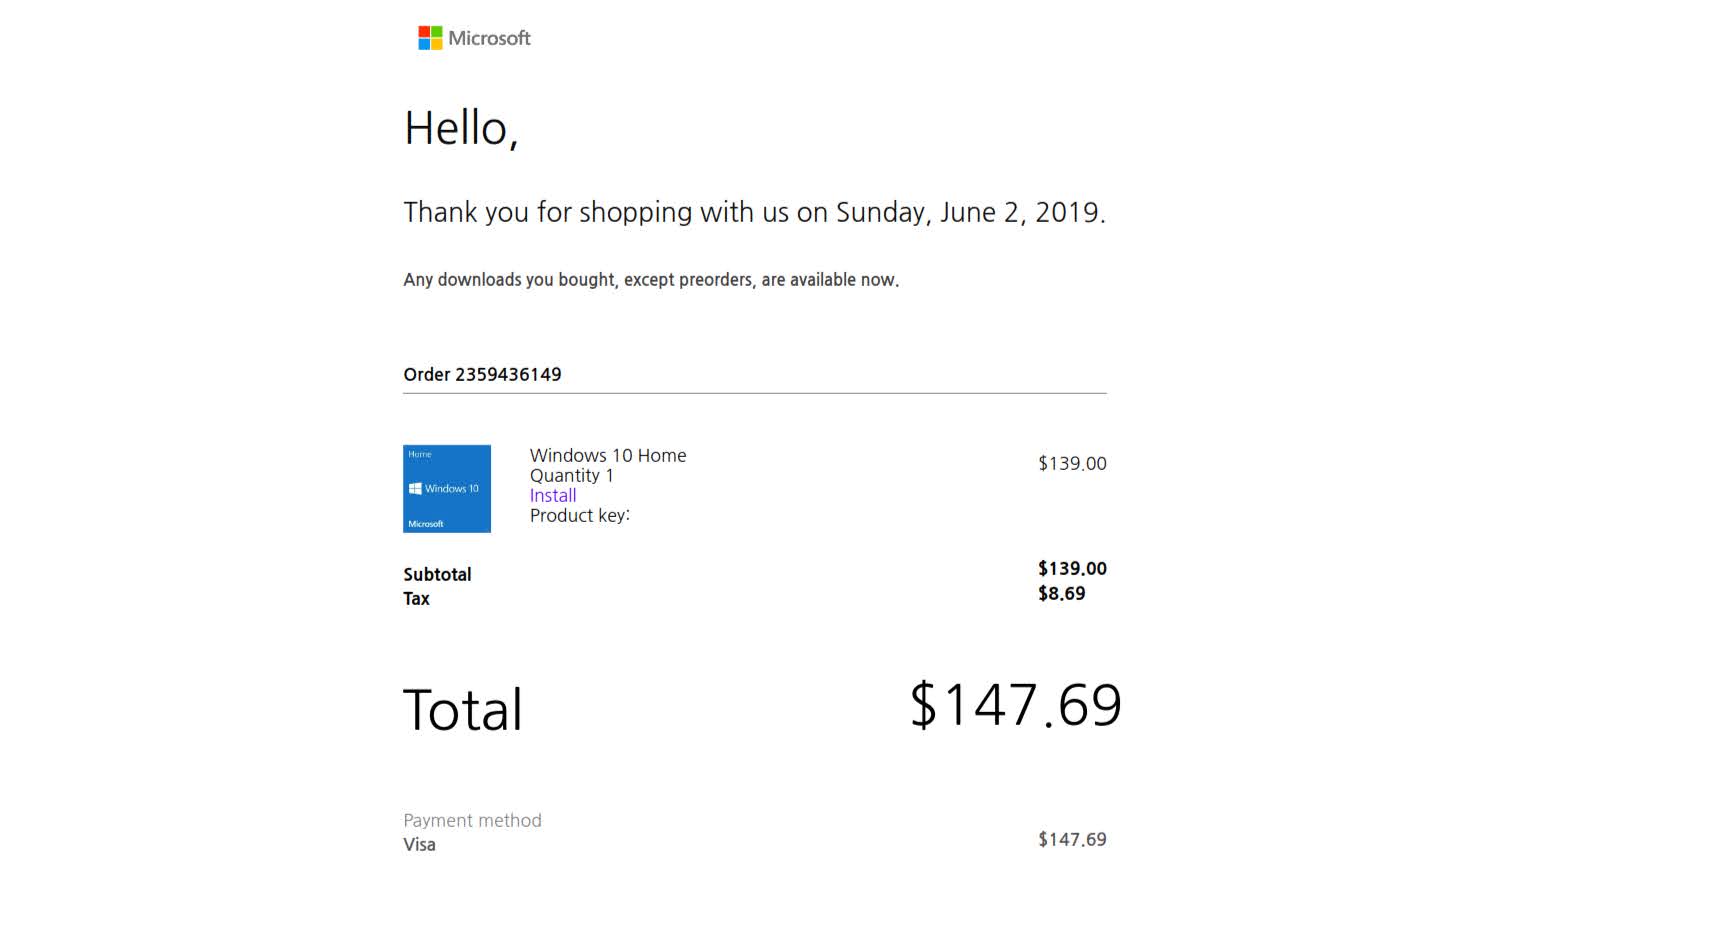 Microsoft
Hello,
Thank you for shopping with us on Sunday, June 2, 2019.
Any downloads you bought, except preorders, are available now.
Order 2359436149
Home
Windows 10
Microsoft
Windows 10 Home
Quantity 1
Install
Product key:
$139.00
Subtotal $139.00
Tax $8.69
Total $147.69
Payment method
Visa $147.69